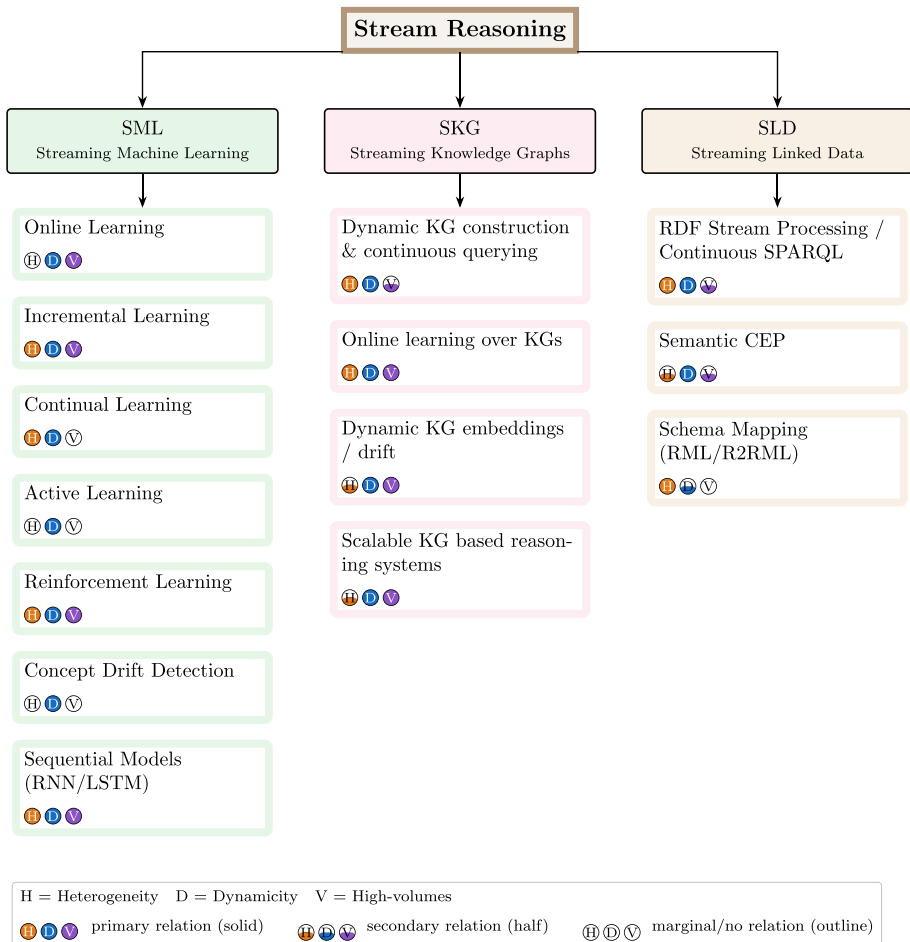 Stream Reasoning
SML
Streaming Machine Learning
SKG
Streaming Knowledge Graphs
SLD
Streaming Linked Data
Online Learning
H D V
Incremental Learning
H D V
Continual Learning
H D V
Active Learning
H D V
Reinforcement Learning
H D V
Concept Drift Detection
H D V
Sequential Models
(RNN/LSTM)
H D V
Dynamic KG construction
& continuous querying
H D V
Online learning over KGs
H D V
Dynamic KG embeddings
/ drift
H D V
Scalable KG based reason-
ing systems
H D V
RDF Stream Processing /
Continuous SPARQL
H D V
Semantic CEP
H D V
Schema Mapping
(RML/R2RML)
H D V
H = Heterogeneity D = Dynamicity V = High-volumes
H D V primary relation (solid) H D V secondary relation (half) H D V marginal/no relation (outline)